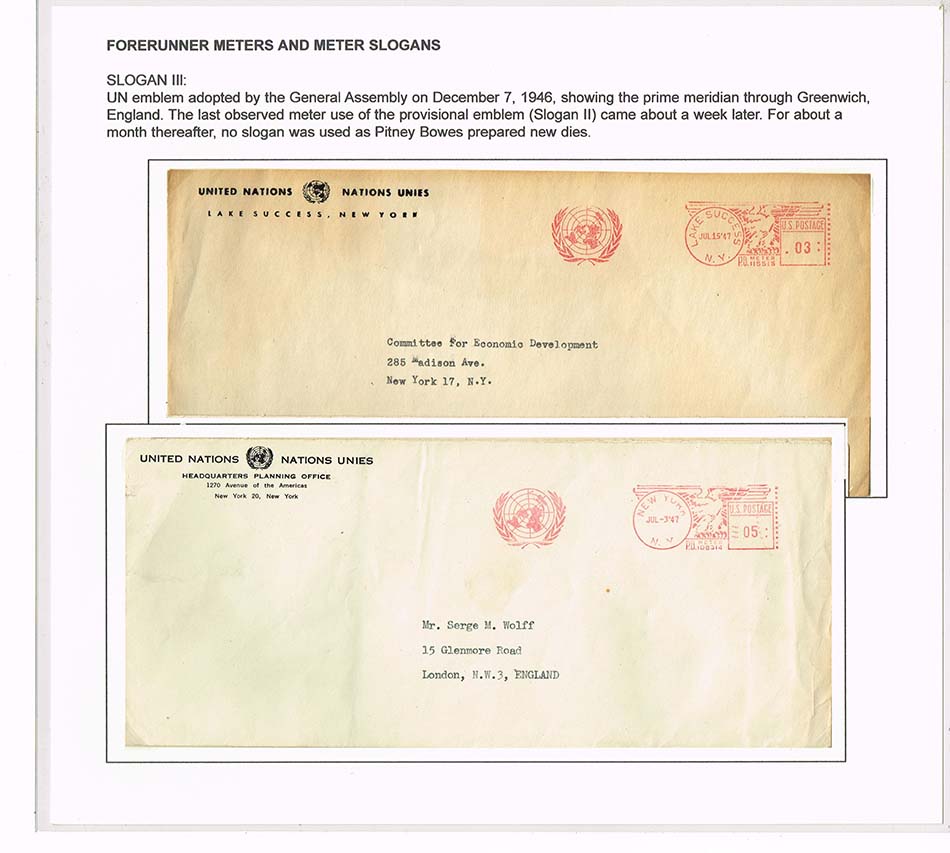 FORERUNNER METERS AND METER SLOGANS
SLOGAN III:
UN emblem adopted by the General Assembly on December 7, 1946, showing the prime meridian through Greenwich,
England. The last observed meter use of the provisional emblem (Slogan II) came about a week later. For about a
month thereafter, no slogan was used as Pitney Bowes prepared new dies.
UNITED NATIONS NATIONS UNIES
LAKE SUCCESS, NEW YORK
LAKE SUCCESS
JUL 15'47
N.Y.
U.S. POSTAGE
.03
P.O. METER
Committee for Economic Development
285 Madison Ave.
New York 17, N.Y.
UNITED NATIONS NATIONS UNIES
HEADQUARTERS PLANNING OFFICE
1270 Avenue of the Americas
New York 20, New York
NEW YORK
JUL-3'47
N.Y.
U.S. POSTAGE
05
P.O. METER
Mr. Serge M. Wolff
15 Glenmore Road
London, N.W.3, ENGLAND